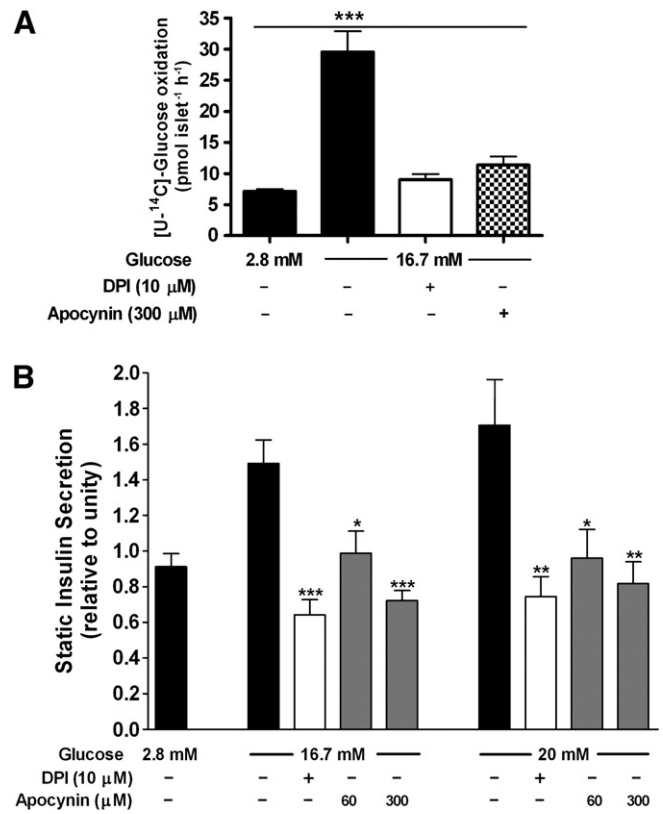 A
***
[U-¹⁴C]-Glucose oxidation
(pmol islet⁻¹ h⁻¹)
35
30
25
20
15
10
5
0
Glucose 2.8 mM 16.7 mM
DPI (10 μM) – – + –
Apocynin (300 μM) – – – +
B
Static Insulin Secretion
(relative to unity)
2.0
1.8
1.6
1.4
1.2
1.0
0.8
0.6
0.4
0.2
0.0
*** * *** ** * **
Glucose 2.8 mM 16.7 mM 20 mM
DPI (10 μM) – – + – – – + – –
Apocynin (μM) – – – 60 300 – – 60 300